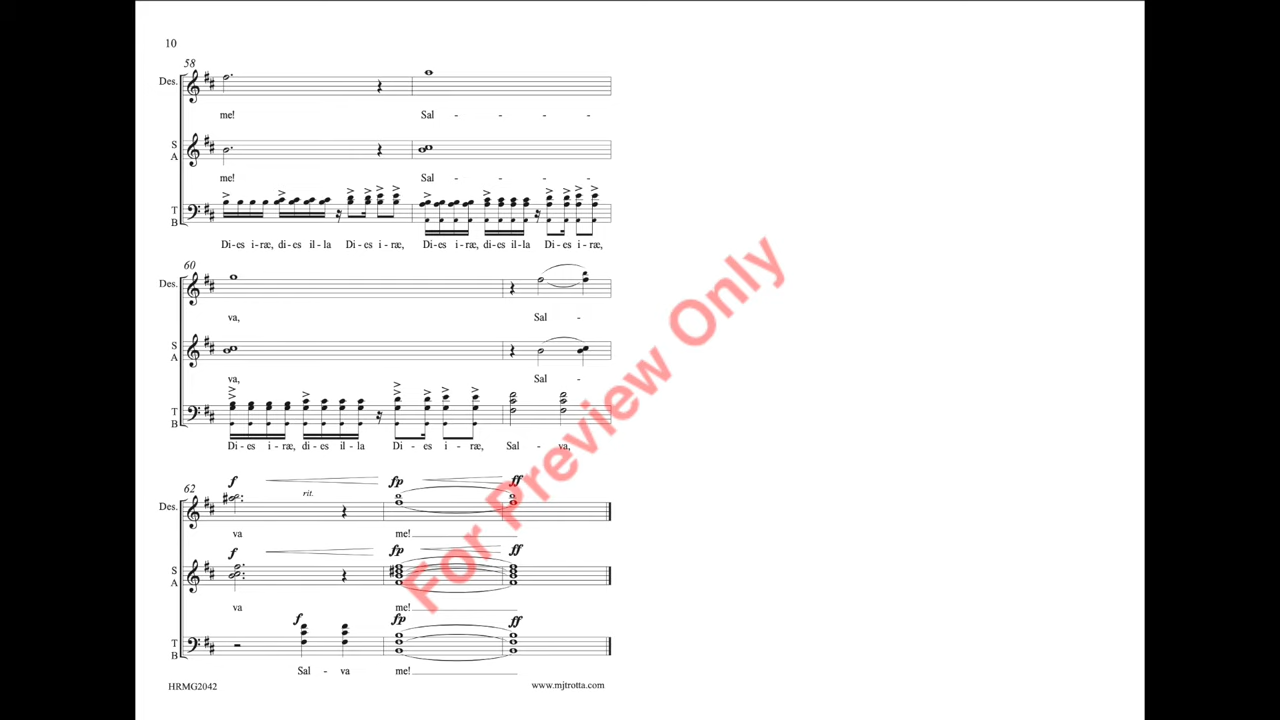 10
58
Des.
me! Sal - - - -
S
A
me! Sal - - - -
T
B
Di-es i-ræ, di-es il-la Di-es i-ræ, Di-es i-ræ, di-es il-la Di-es i-ræ,
60
Des.
va, Sal -
S
A
va, Sal -
T
B
Di-es i-ræ, di-es il-la Di-es i-ræ, Sal-va,
62
f rit. fp ff
Des.
va me!
f fp ff
S
A
va me!
f fp ff
T
B
Sal-va me!
HRMG2042 www.mjtrotta.com
For Preview Only